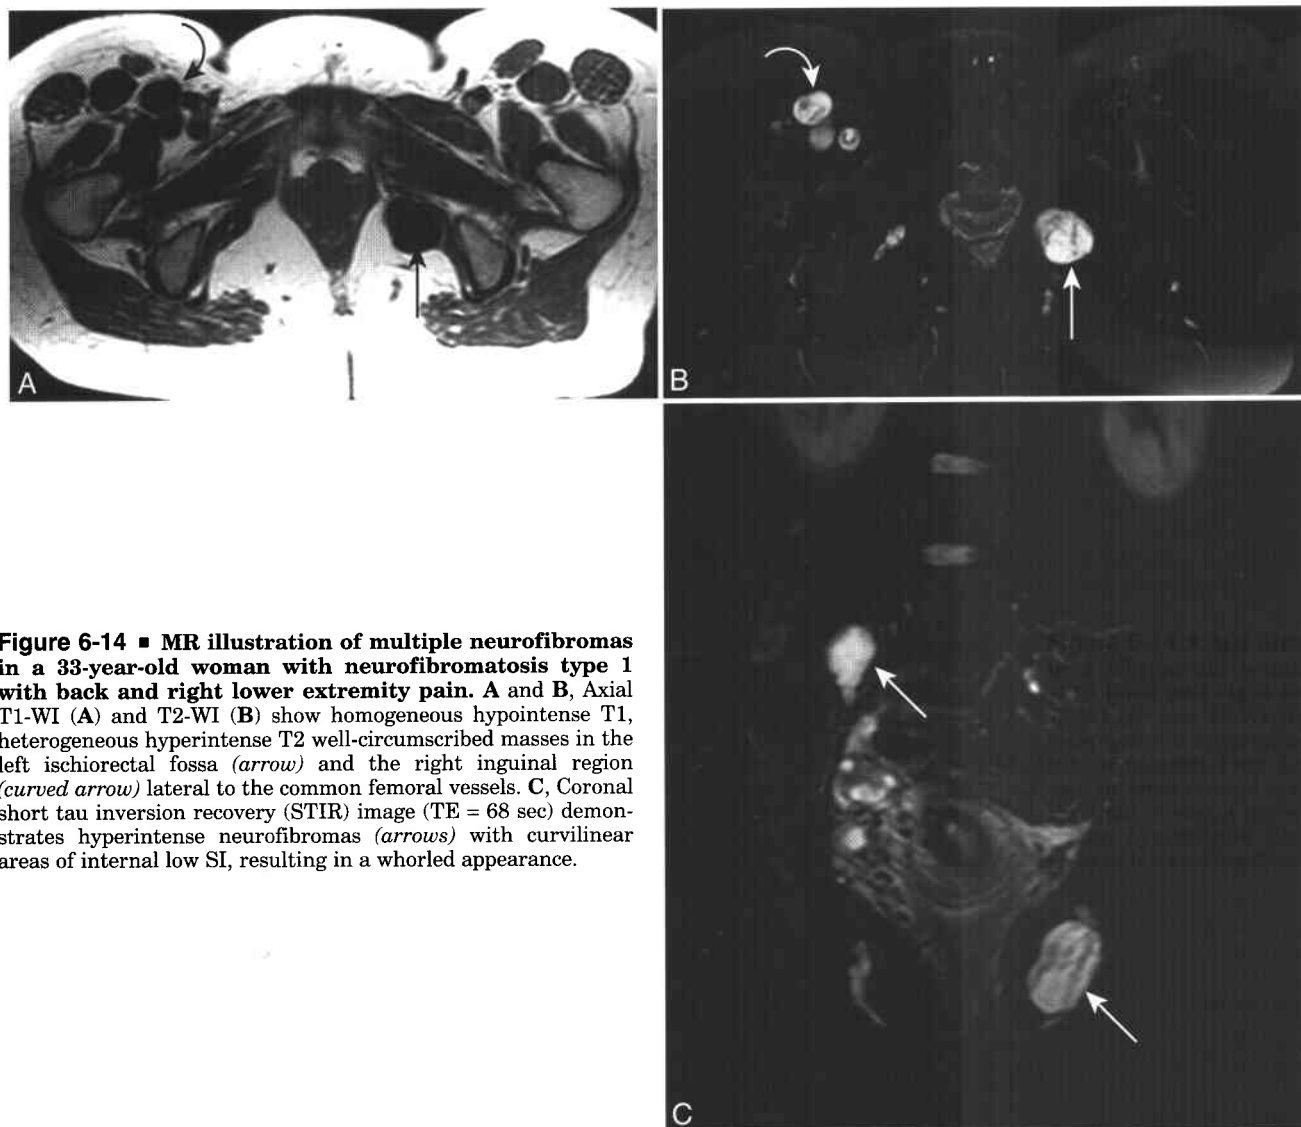 A
B
C
Figure 6-14 ■ MR illustration of multiple neurofibromas
in a 33-year-old woman with neurofibromatosis type 1
with back and right lower extremity pain. A and B, Axial
T1-WI (A) and T2-WI (B) show homogeneous hypointense T1,
heterogeneous hyperintense T2 well-circumscribed masses in the
left ischiorectal fossa (arrow) and the right inguinal region
(curved arrow) lateral to the common femoral vessels. C, Coronal
short tau inversion recovery (STIR) image (TE = 68 sec) demon-
strates hyperintense neurofibromas (arrows) with curvilinear
areas of internal low SI, resulting in a whorled appearance.